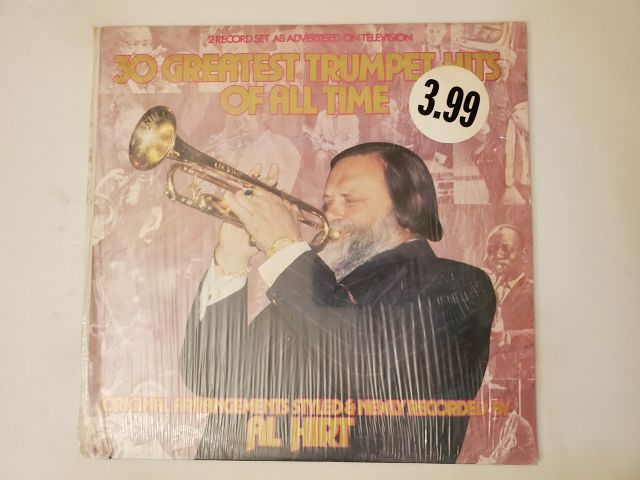 2 RECORD SET AS ADVERTISED ON TELEVISION
30 GREATEST TRUMPET HITS
OF ALL TIME
3.99
ORIGINAL ARRANGEMENTS STYLED & NEWLY RECORDED BY
AL HIRT